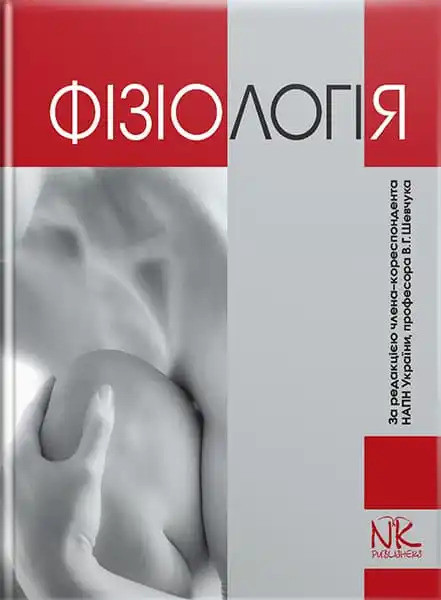 ФІЗІОЛОГІЯ
За редакцією члена-кореспондента
НАПН України, професора В.Г.Шевчука
NK
PUBLISHERS